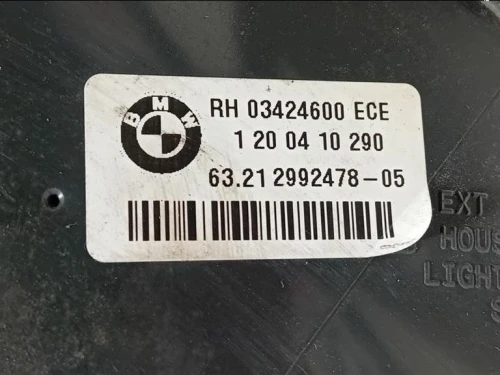 BMW
RH 03424600 ECE
1 20 04 10 290
63.21 2992478-05
EXT
HOUS
LIGHT
S